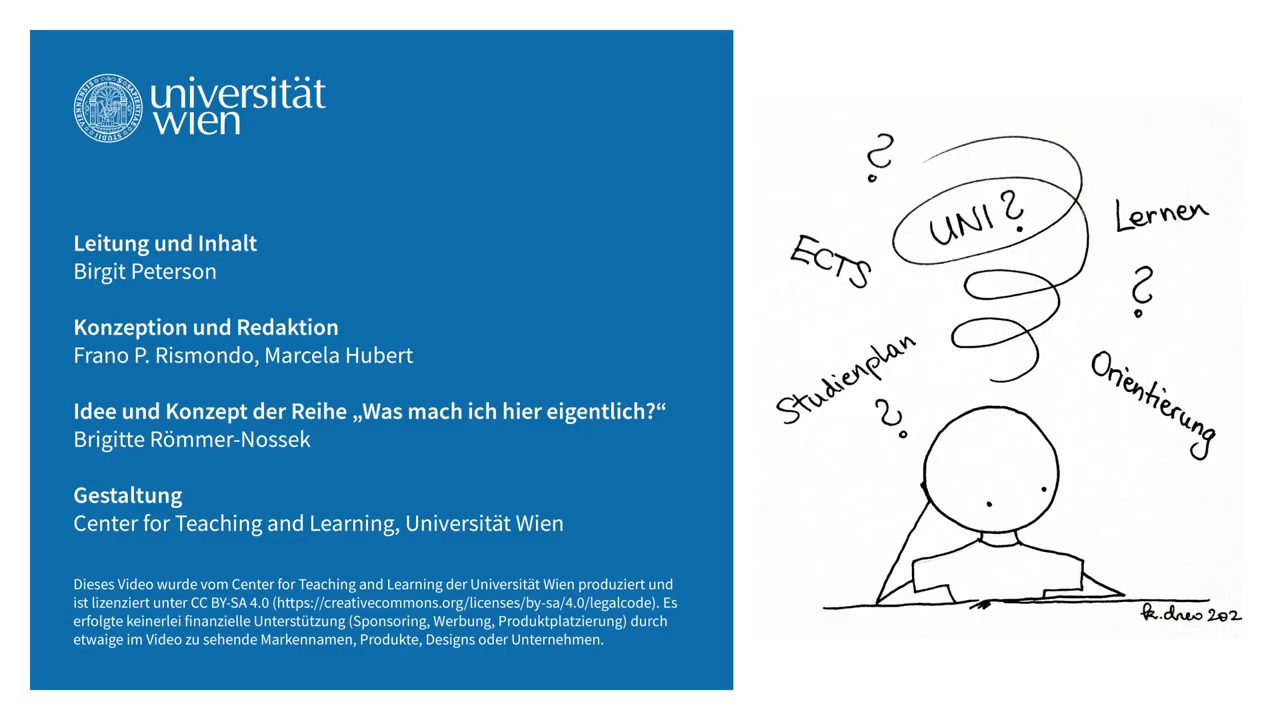 universität
wien
Leitung und Inhalt
Birgit Peterson
Konzeption und Redaktion
Frano P. Rismondo, Marcela Hubert
Idee und Konzept der Reihe „Was mach ich hier eigentlich?“
Brigitte Römmer-Nossek
Gestaltung
Center for Teaching and Learning, Universität Wien
Dieses Video wurde vom Center for Teaching and Learning der Universität Wien produziert und
ist lizenziert unter CC BY-SA 4.0 (https://creativecommons.org/licenses/by-sa/4.0/legalcode). Es
erfolgte keinerlei finanzielle Unterstützung (Sponsoring, Werbung, Produktplatzierung) durch
etwaige im Video zu sehende Markennamen, Produkte, Designs oder Unternehmen.
?
UNI?
Lernen
ECTS
?
Studienplan
?
Orientierung